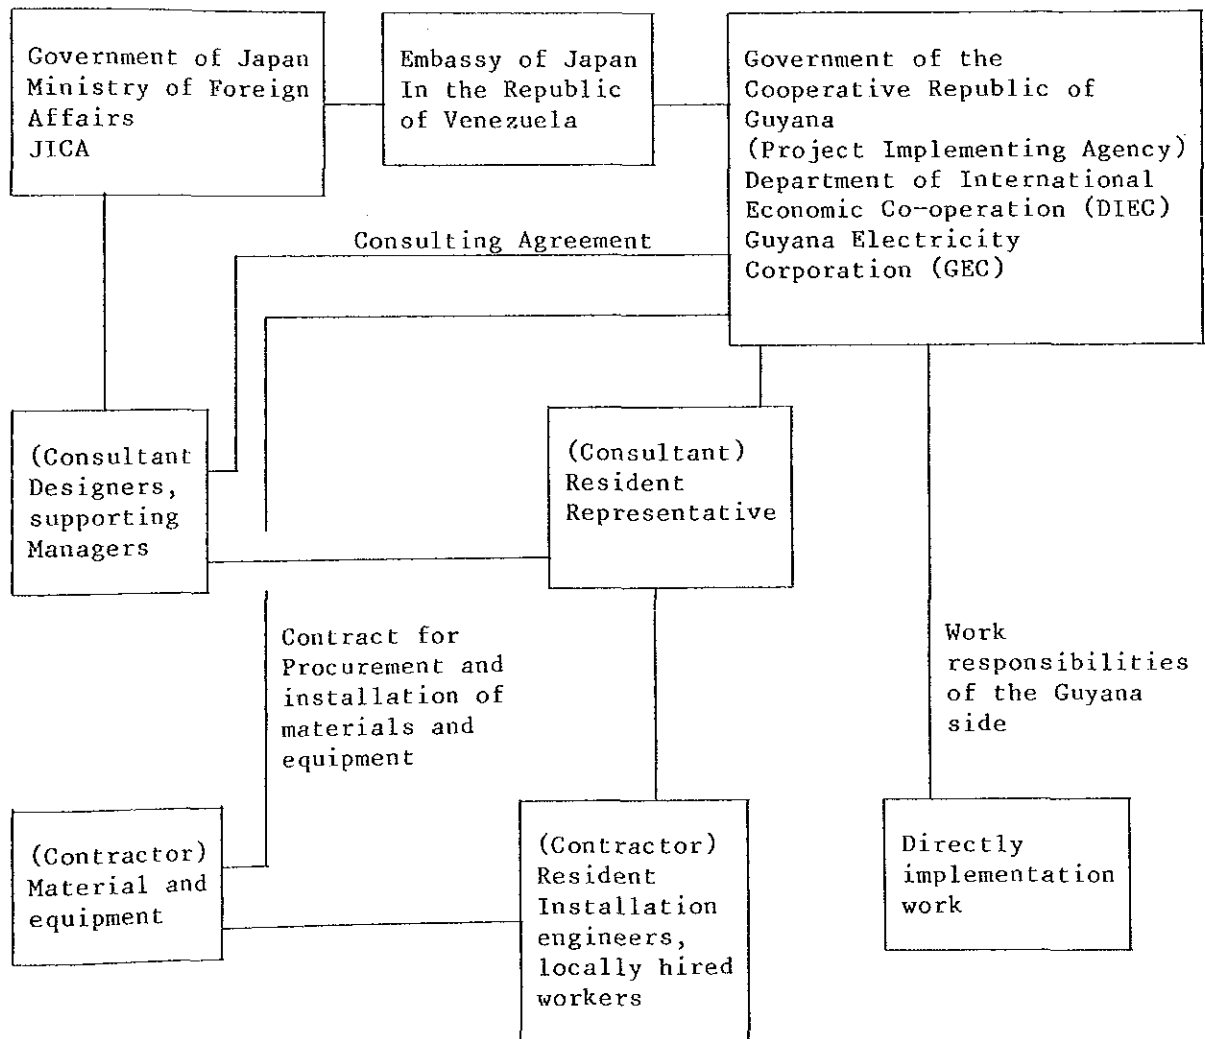 Government of Japan
Ministry of Foreign
Affairs
JICA
Embassy of Japan
In the Republic
of Venezuela
Government of the
Cooperative Republic of
Guyana
(Project Implementing Agency)
Department of International
Economic Co-operation (DIEC)
Guyana Electricity
Corporation (GEC)
Consulting Agreement
(Consultant
Designers,
supporting
Managers
(Consultant)
Resident
Representative
Contract for
Procurement and
installation of
materials and
equipment
Work
responsibilities
of the Guyana
side
(Contractor)
Material and
equipment
(Contractor)
Resident
Installation
engineers,
locally hired
workers
Directly
implementation
work